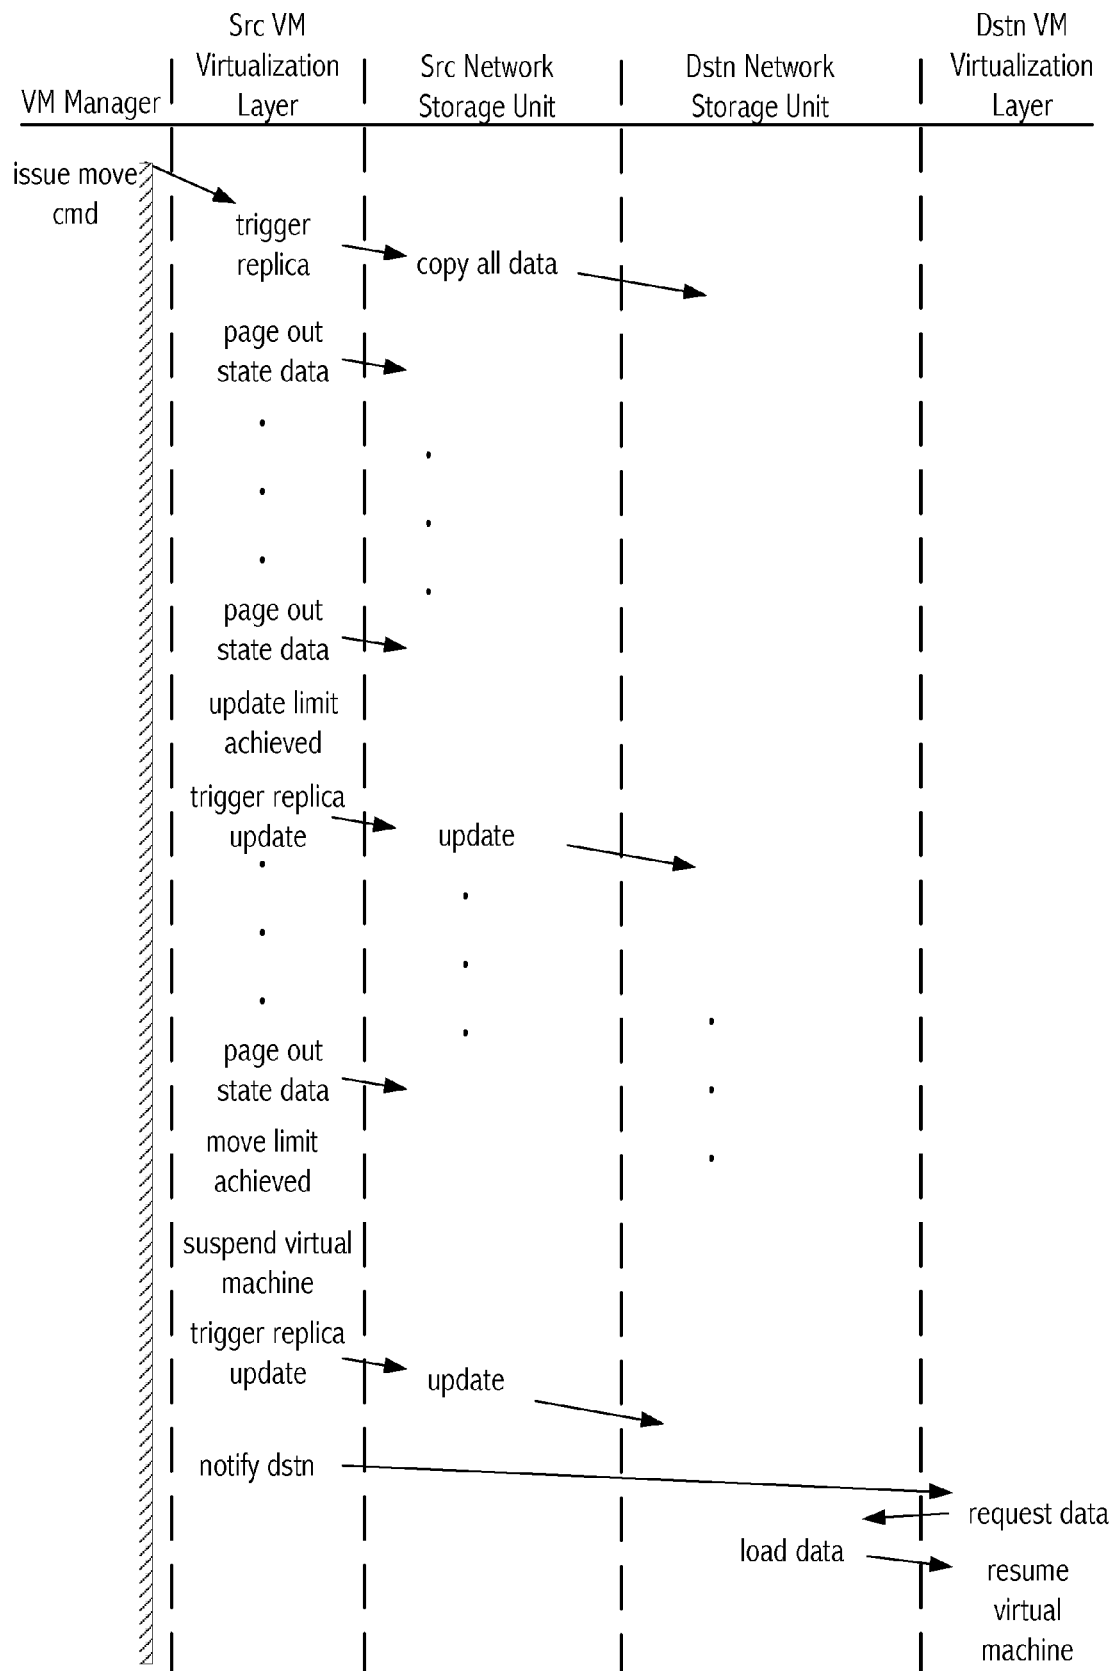 Src VM
Virtualization
Layer
Dstn VM
Virtualization
Layer
Src Network
Storage Unit
Dstn Network
Storage Unit
VM Manager
issue move
cmd
trigger
replica
copy all data
page out
state data
page out
state data
update limit
achieved
trigger replica
update
update
page out
state data
move limit
achieved
suspend virtual
machine
trigger replica
update
update
notify dstn
request data
load data
resume
virtual
machine